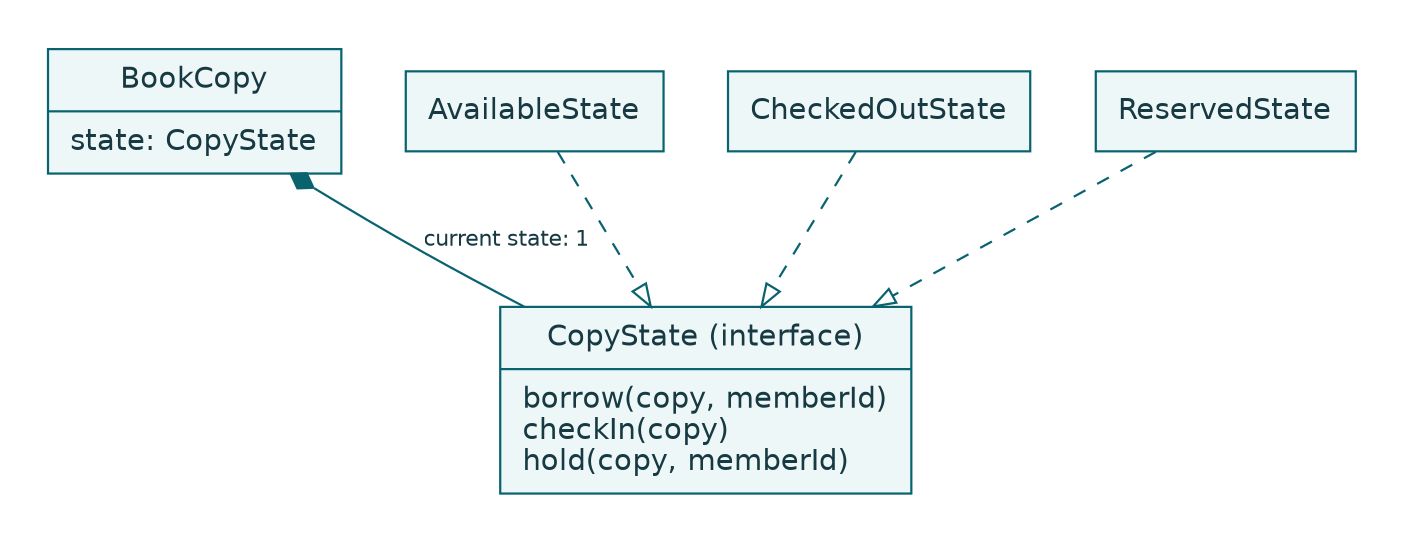 BookCopy
state: CopyState
AvailableState
CheckedOutState
ReservedState
current state: 1
CopyState (interface)
borrow(copy, memberId)
checkIn(copy)
hold(copy, memberId)